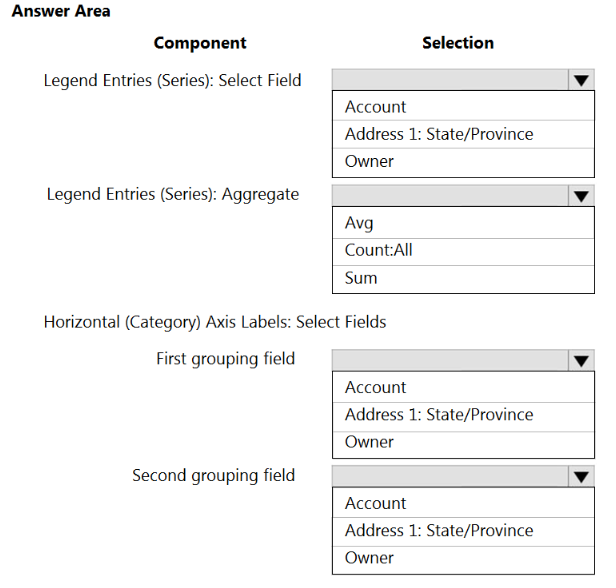 Answer Area
Component Selection
Legend Entries (Series): Select Field
Account
Address 1: State/Province
Owner
Legend Entries (Series): Aggregate
Avg
Count:All
Sum
Horizontal (Category) Axis Labels: Select Fields
First grouping field
Account
Address 1: State/Province
Owner
Second grouping field
Account
Address 1: State/Province
Owner